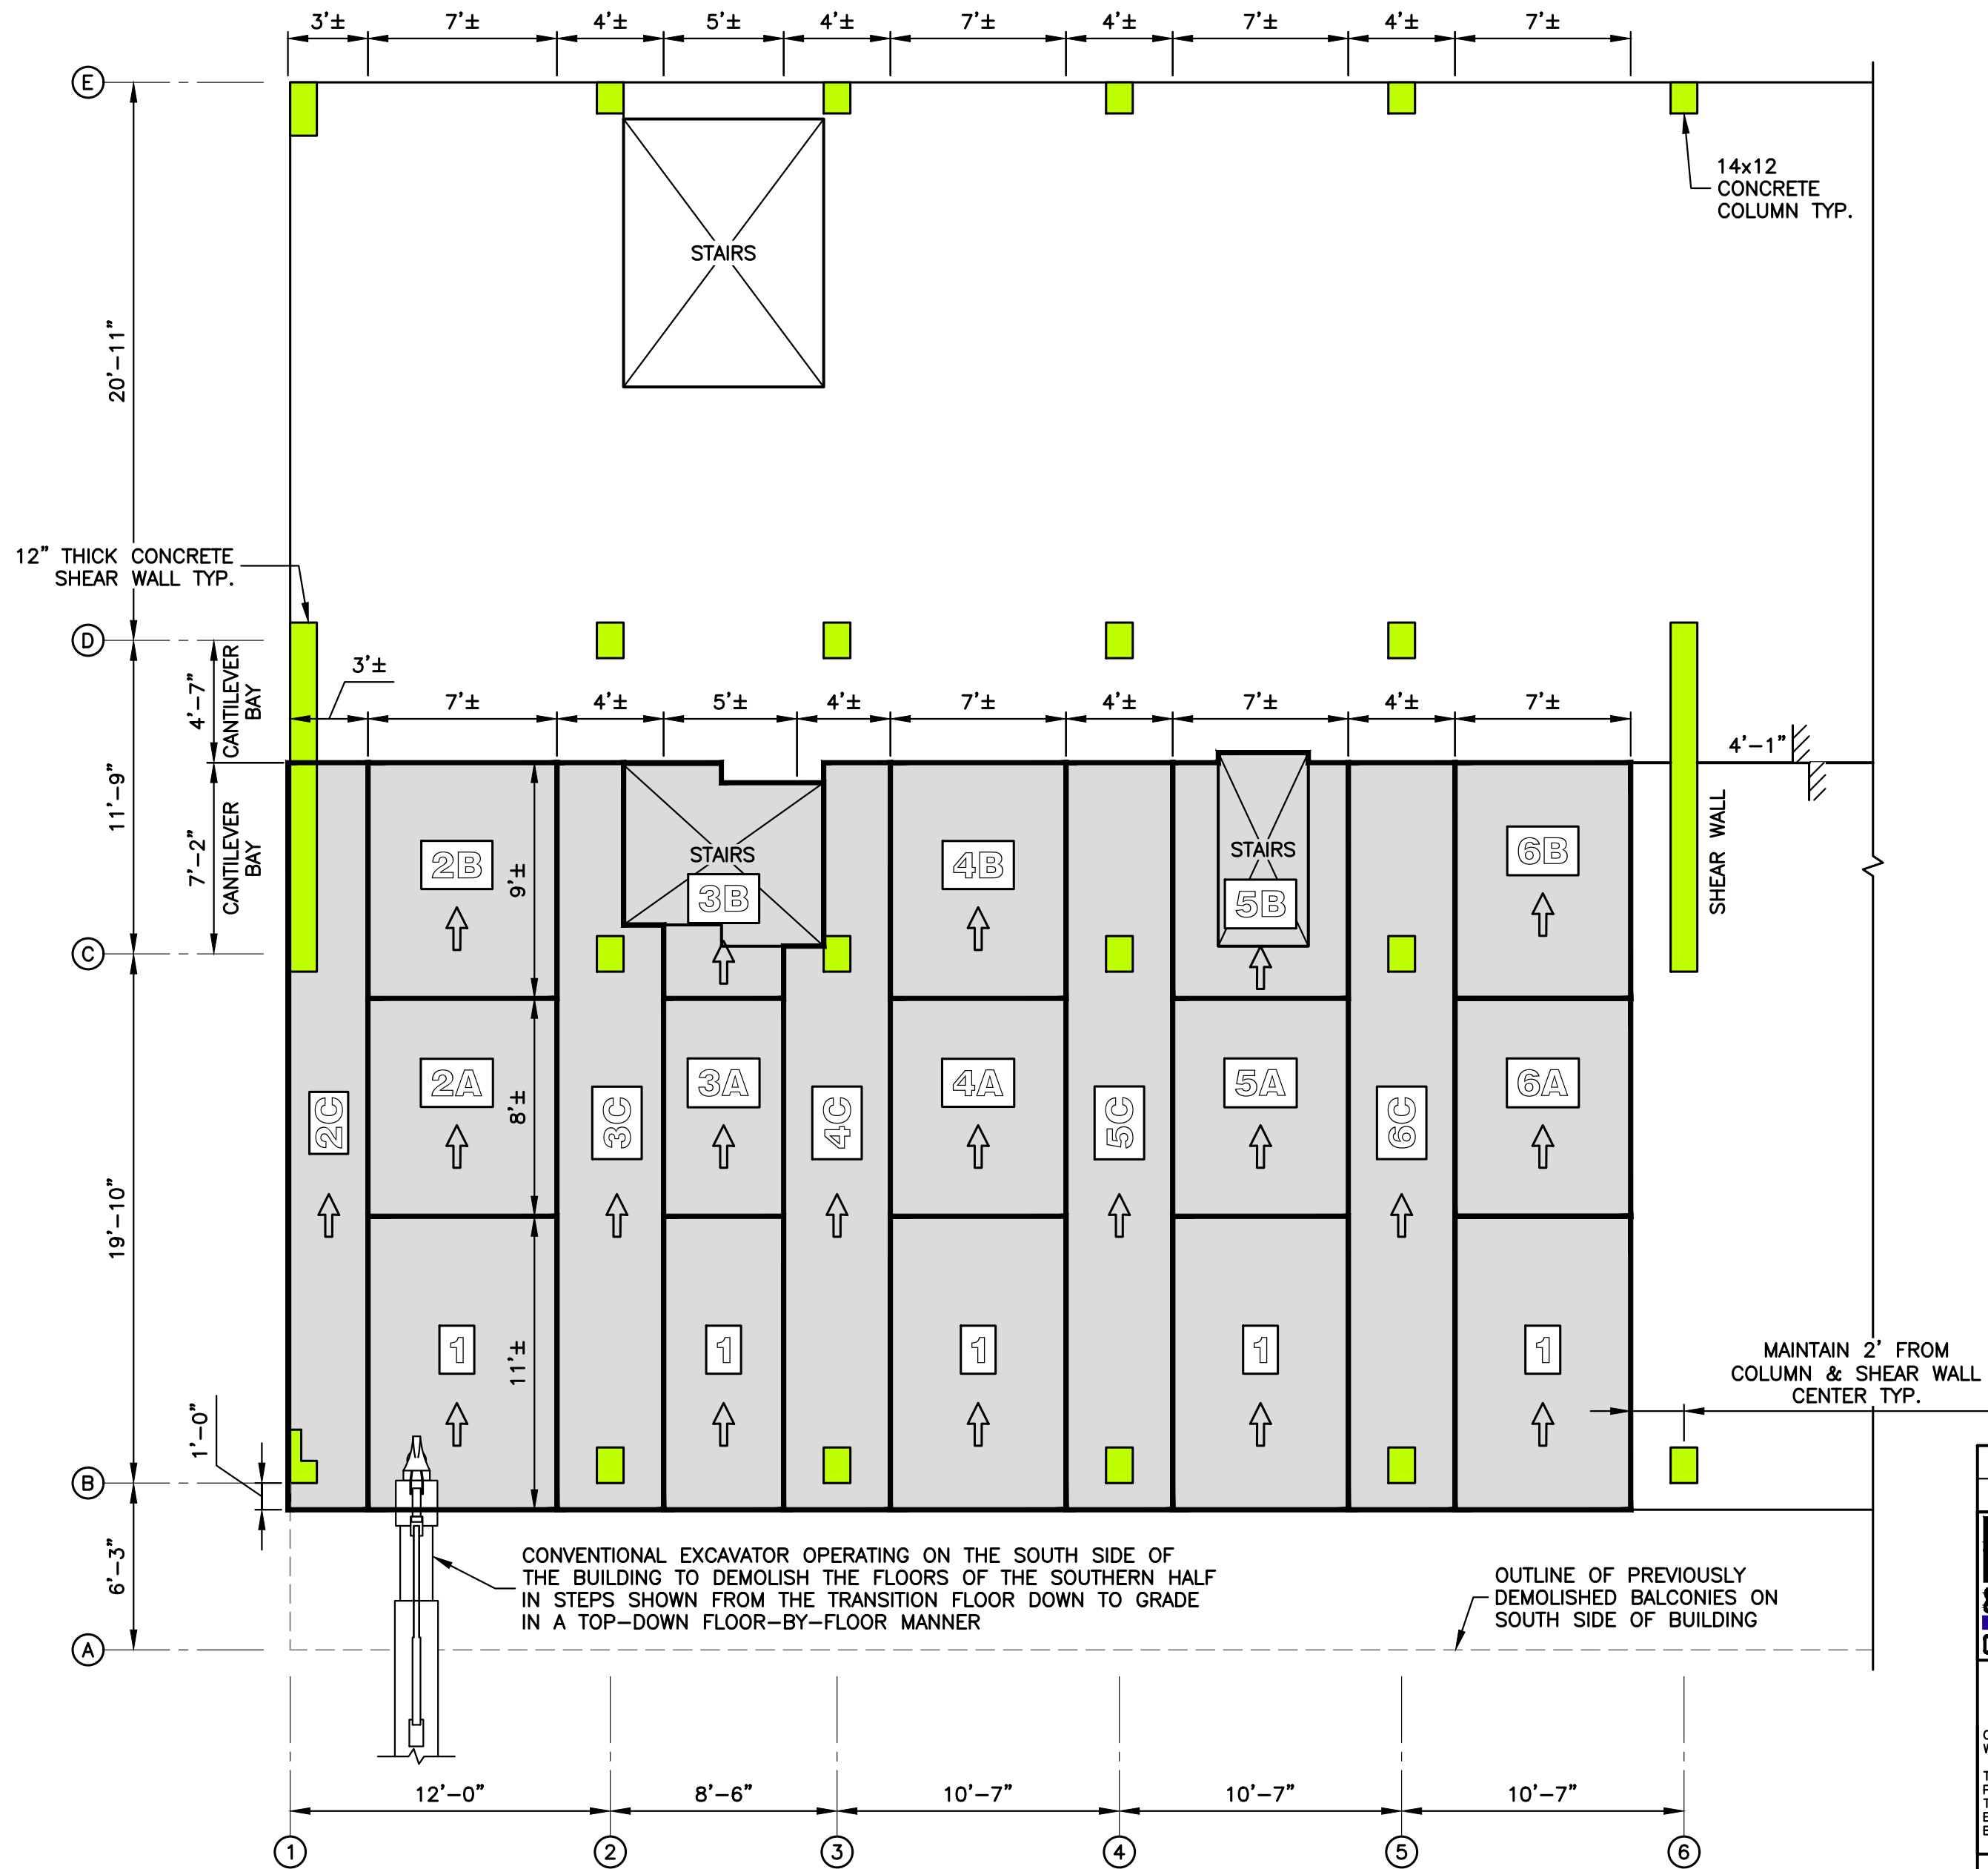 3'± 7'± 4'± 5'± 4'± 7'± 4'± 7'± 4'± 7'±
E
14x12
CONCRETE
COLUMN TYP.
STAIRS
20'-11"
12" THICK CONCRETE
SHEAR WALL TYP.
D
4'-7"
CANTILEVER
BAY
3'±
7'± 4'± 5'± 4'± 7'± 4'± 7'± 4'± 7'±
4'-1"
11'-9"
7'-2"
CANTILEVER
BAY
SHEAR WALL
2B
9'±
STAIRS
3B
4B
STAIRS
5B
6B
C
2C
2A
8'±
3C
3A
4C
4A
5C
5A
6C
6A
19'-10"
1
11'±
1
1
1
1
MAINTAIN 2' FROM
COLUMN & SHEAR WALL
CENTER TYP.
1'-0"
B
6'-3"
CONVENTIONAL EXCAVATOR OPERATING ON THE SOUTH SIDE OF
THE BUILDING TO DEMOLISH THE FLOORS OF THE SOUTHERN HALF
IN STEPS SHOWN FROM THE TRANSITION FLOOR DOWN TO GRADE
IN A TOP-DOWN FLOOR-BY-FLOOR MANNER
OUTLINE OF PREVIOUSLY
DEMOLISHED BALCONIES ON
SOUTH SIDE OF BUILDING
A
12'-0" 8'-6" 10'-7" 10'-7" 10'-7"
1 2 3 4 5 6